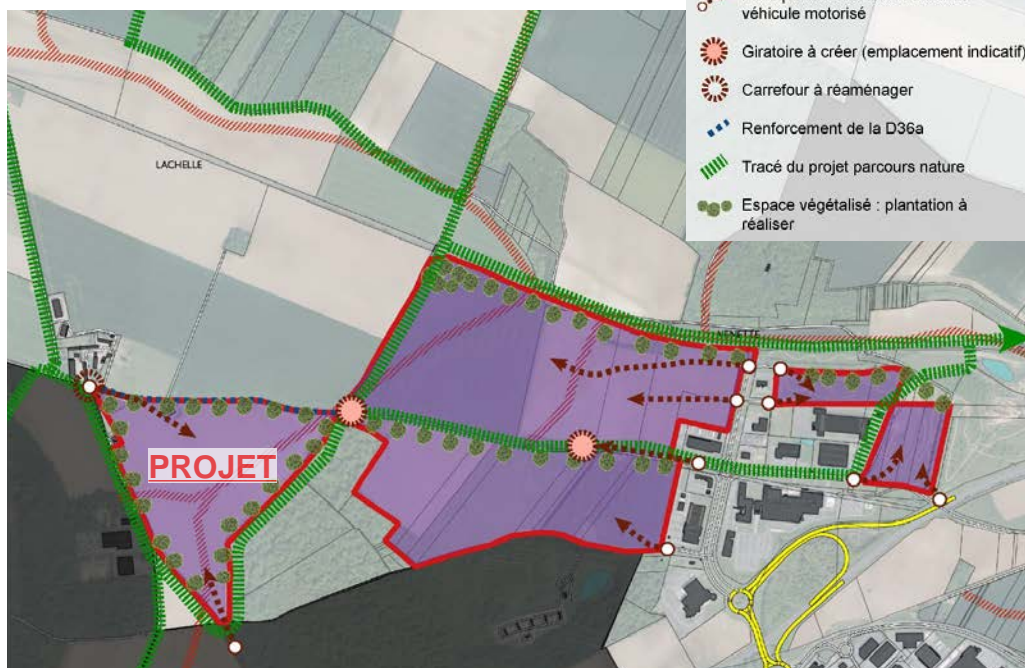 véhicule motorisé
Giratoire à créer (emplacement indicatif)
Carrefour à réaménager
Renforcement de la D36a
Tracé du projet parcours nature
Espace végétalisé : plantation à
réaliser
LACHELLE
PROJET